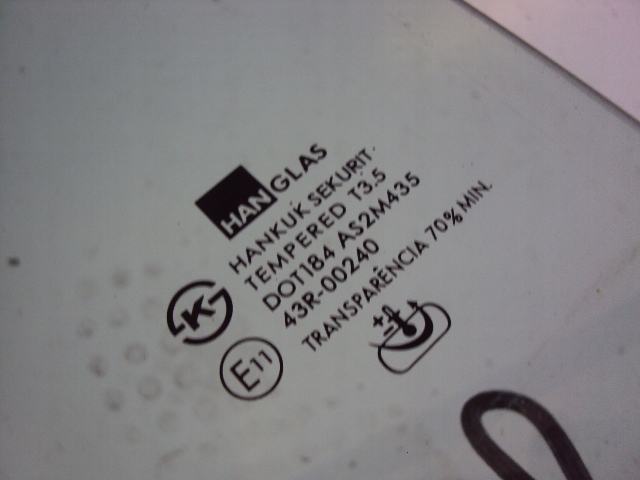 HANGLAS
HANKUK SEKURIT
TEMPERED T3.5
DOT184 AS2M435
43R-00240
TRANSPARÊNCIA 70% MIN.
K
E11